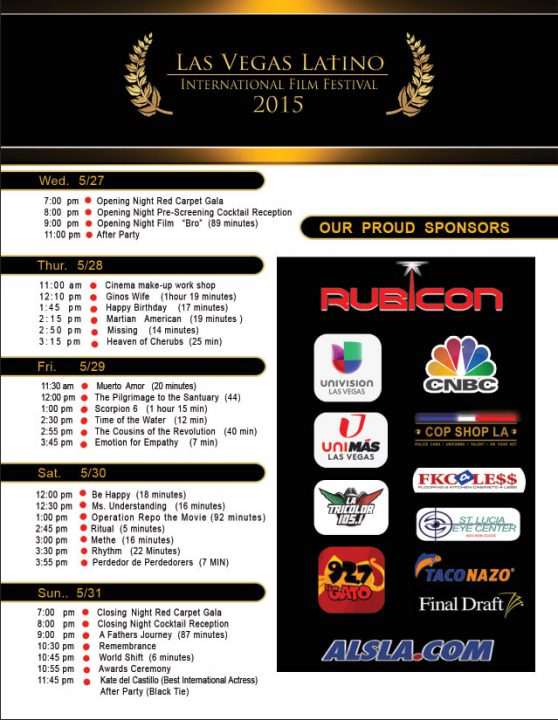 LAS VEGAS LATINO
INTERNATIONAL FILM FESTIVAL
2015
Wed. 5/27
7:00 pm Opening Night Red Carpet Gala
8:00 pm Opening Night Pre-Screening Cocktail Reception
9:00 pm Opening Night Film "Bro" (89 minutes)
11:00 pm After Party
Thur. 5/28
11:00 am Cinema make-up work shop
12:10 pm Ginos Wife (1hour 19 minutes)
1:45 pm Happy Birthday (17 minutes)
2:15 pm Martian American (19 minutes )
2:50 pm Missing (14 minutes)
3:15 pm Heaven of Cherubs (25 min)
Fri. 5/29
11:30 am Muerto Amor (20 minutes)
12:00 pm The Pilgrimage to the Santuary (44)
1:00 pm Scorpion 6 (1 hour 15 min)
2:30 pm Time of the Water (12 min)
2:55 pm The Cousins of the Revolution (40 min)
3:45 pm Emotion for Empathy (7 min)
Sat. 5/30
12:00 pm Be Happy (18 minutes)
12:30 pm Ms. Understanding (16 minutes)
1:00 pm Operation Repo the Movie (92 minutes)
2:45 pm Ritual (5 minutes)
3:00 pm Methe (16 minutes)
3:30 pm Rhythm (22 Minutes)
3:55 pm Perdedor de Perdedorers (7 MIN)
Sun.. 5/31
7:00 pm Closing Night Red Carpet Gala
8:00 pm Closing Night Cocktail Reception
9:00 pm A Fathers Journey (87 minutes)
10:30 pm Remembrance
10:45 pm World Shift (6 minutes)
10:55 pm Awards Ceremony
11:45 pm Kate del Castillo (Best International Actress)
After Party (Black Tie)
OUR PROUD SPONSORS
RUBICON
UNIVISION
LAS VEGAS
CNBC
UNIMÁS
LAS VEGAS
COP SHOP LA
POLICE CARS · UNIFORMS · TALENT · ON YOUR SET
LA
TRICOLOR
105.1
FKC4LE$$
FLOORING & KITCHEN CABINETS 4 LESS
ST. LUCIA
EYE CENTER
92.7
GATO
TACONAZO
Final Draft
ALSLA.COM